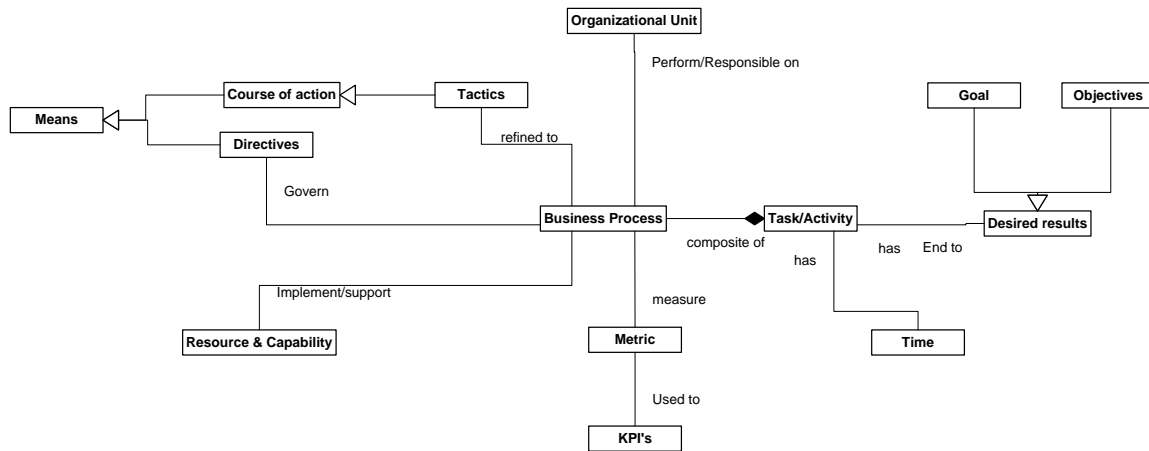 Organizational Unit
Perform/Responsible on
Course of action
Tactics
Goal
Objectives
Means
Directives
refined to
Govern
Business Process
Task/Activity
Desired results
composite of
has
has
End to
Implement/support
measure
Resource & Capability
Metric
Time
Used to
KPI's